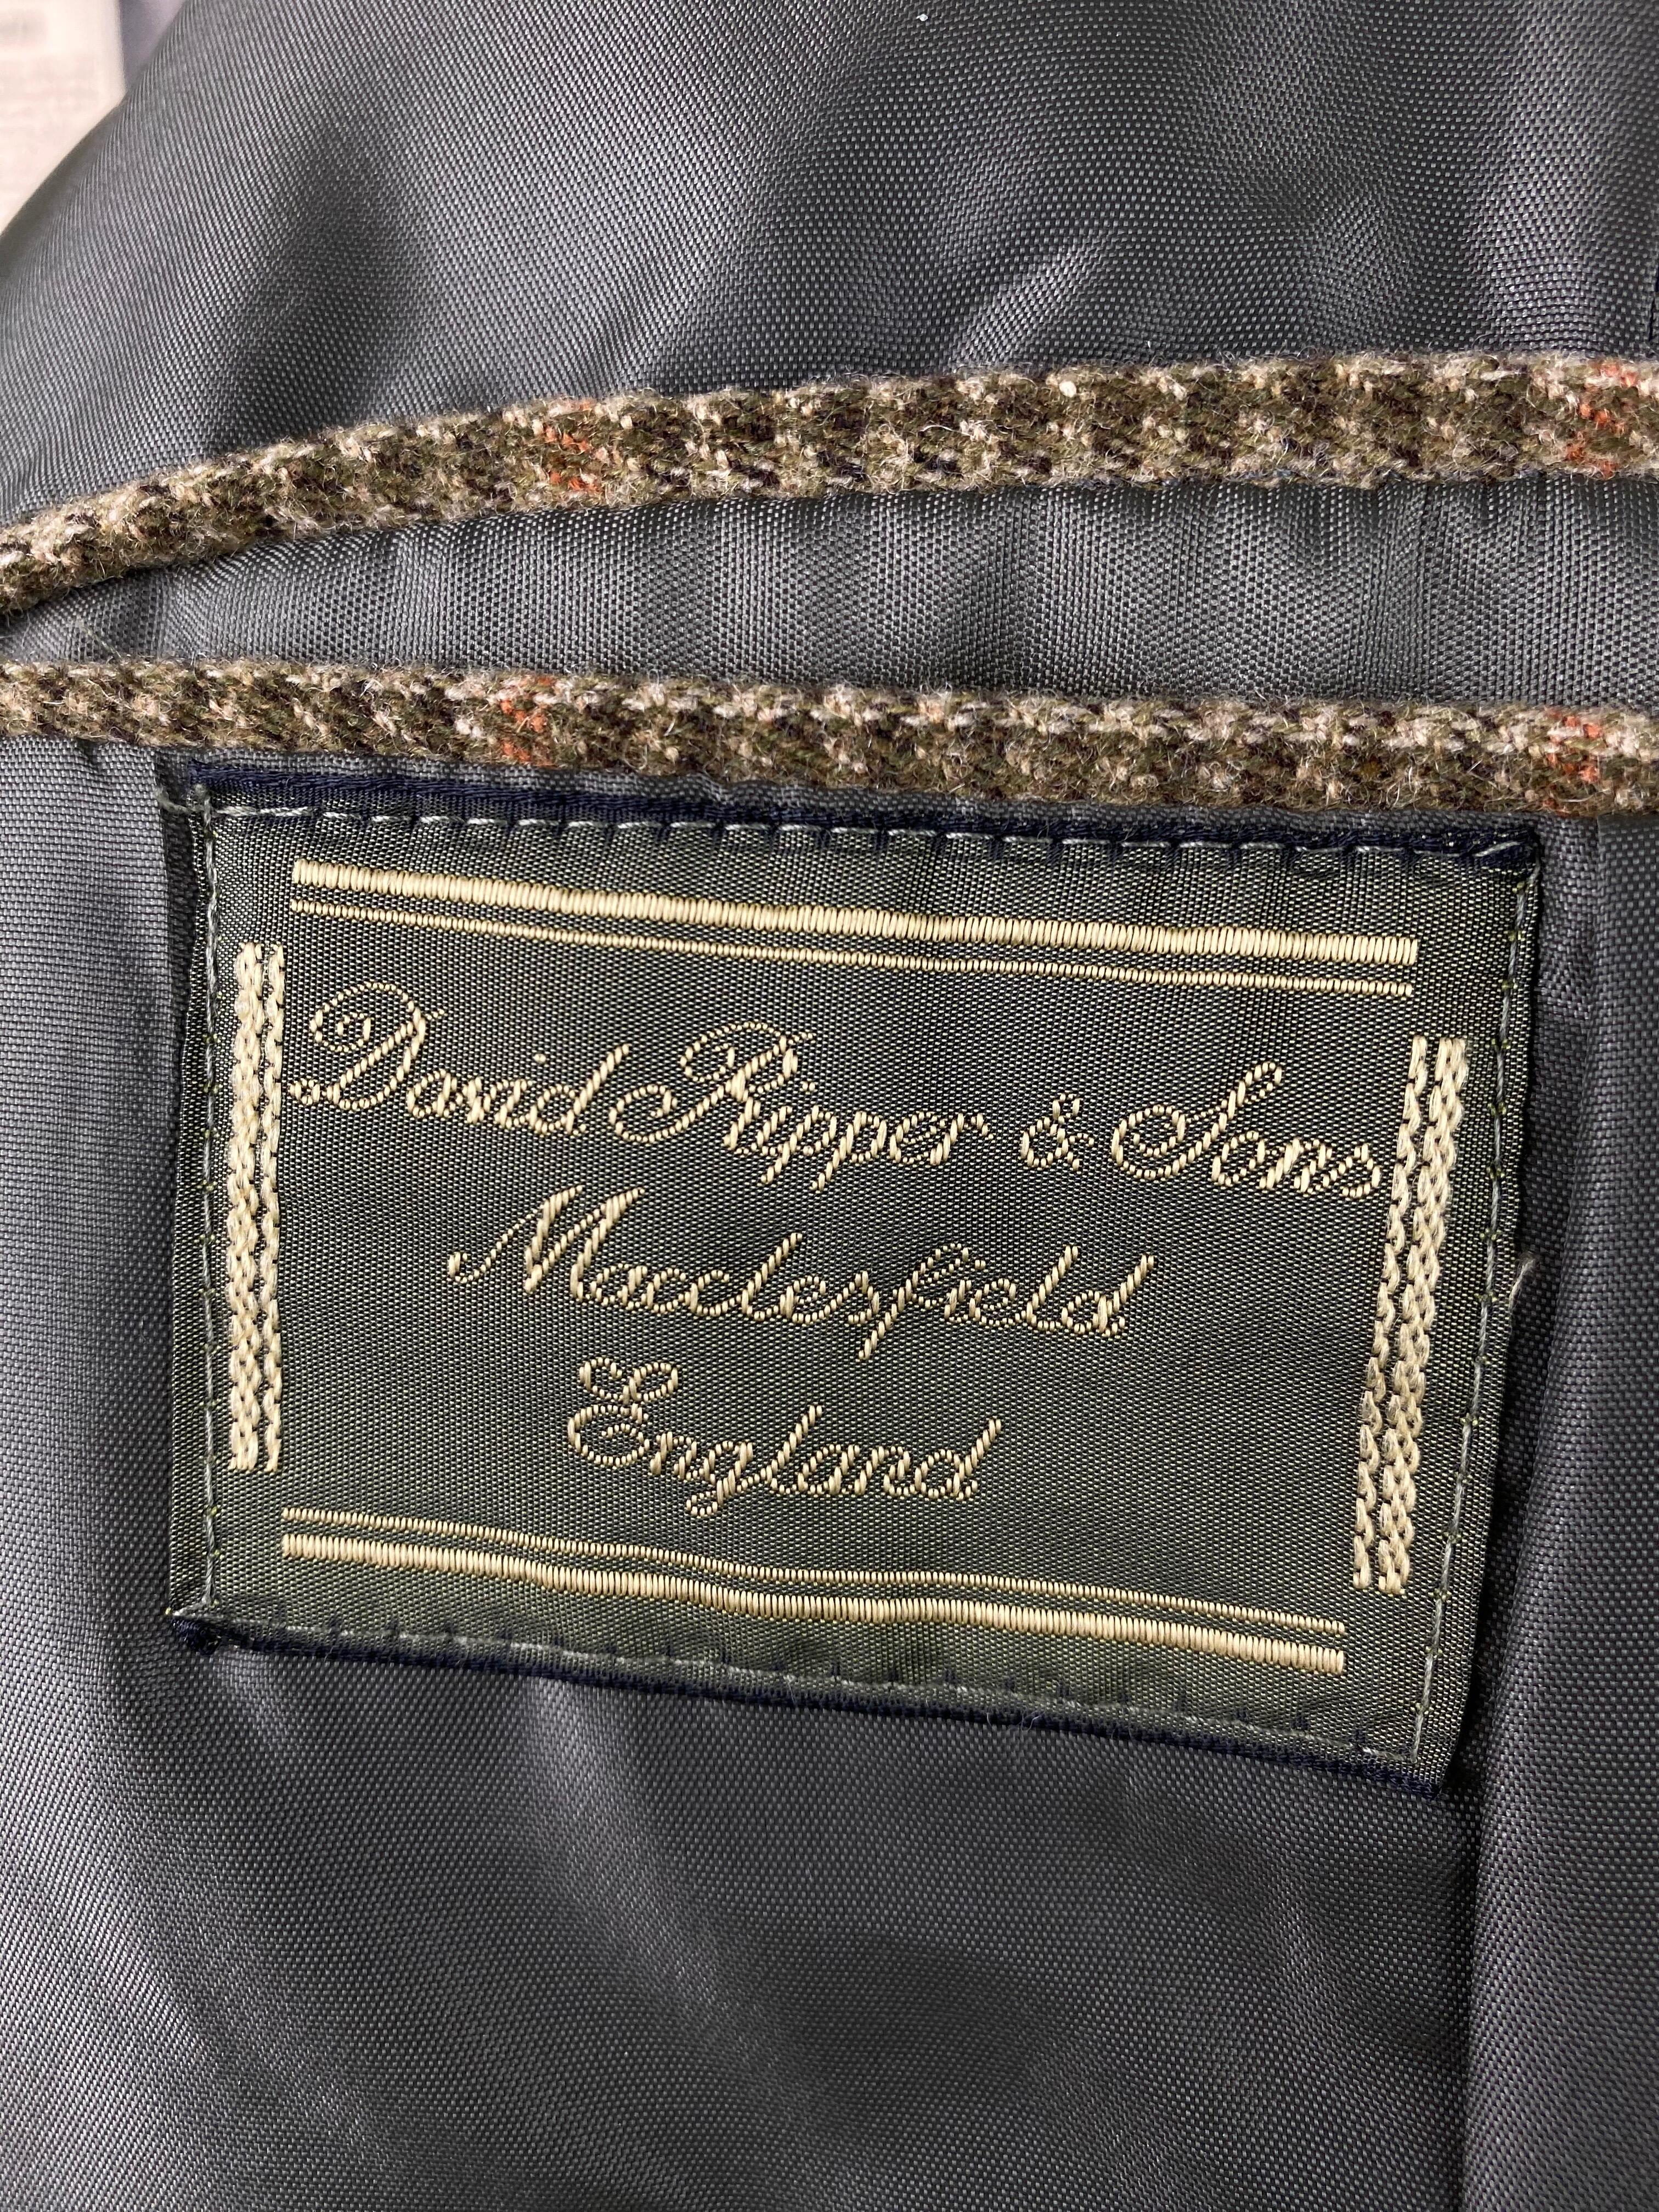 David Ripper & Sons
Macclesfield
England